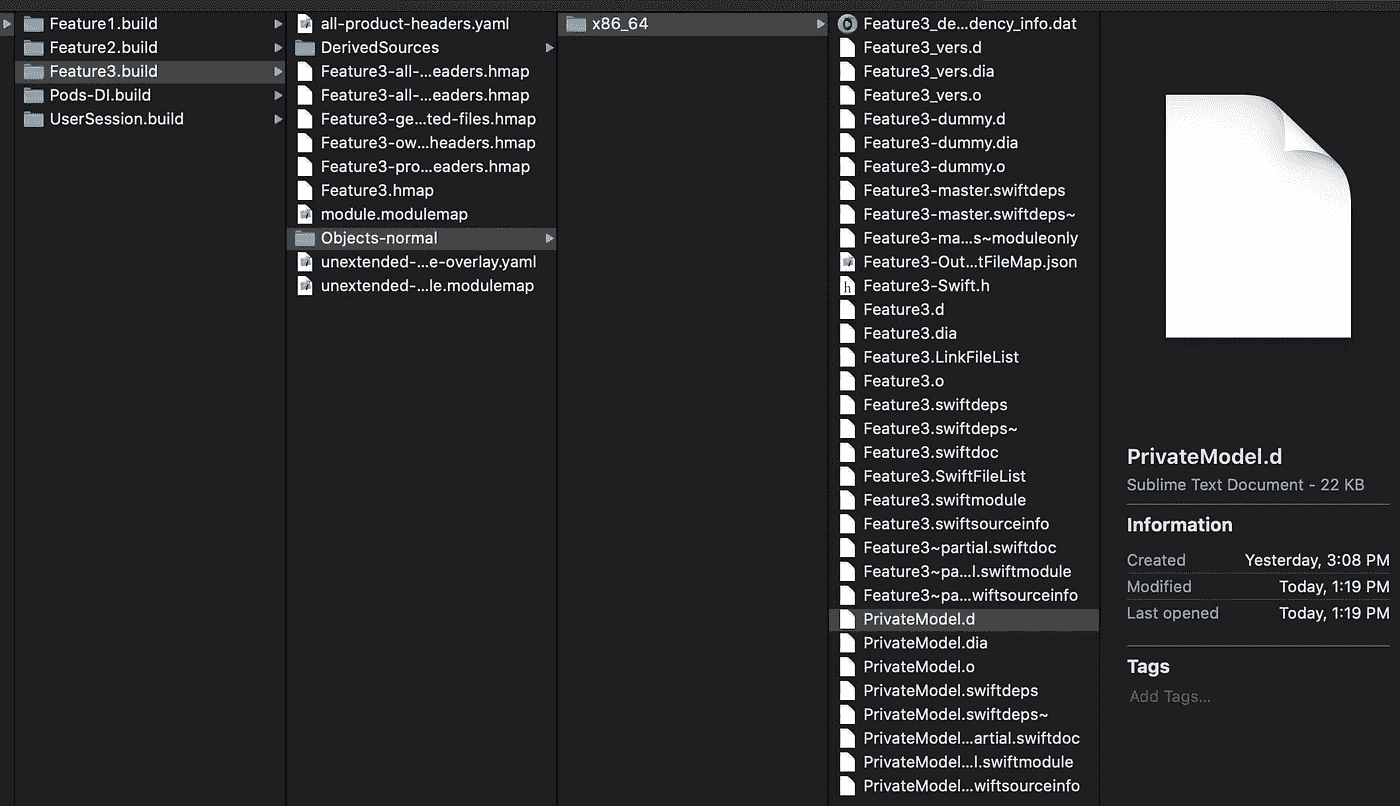 Feature1.build
Feature2.build
Feature3.build
Pods-DI.build
UserSession.build
all-product-headers.yaml
DerivedSources
Feature3-all-...eaders.hmap
Feature3-all-...eaders.hmap
Feature3-ge...ted-files.hmap
Feature3-ow...headers.hmap
Feature3-pro...eaders.hmap
Feature3.hmap
module.modulemap
Objects-normal
unextended-...e-overlay.yaml
unextended-...le.modulemap
x86_64
Feature3_de...dency_info.dat
Feature3_vers.d
Feature3_vers.dia
Feature3_vers.o
Feature3-dummy.d
Feature3-dummy.dia
Feature3-dummy.o
Feature3-master.swiftdeps
Feature3-master.swiftdeps~
Feature3-ma...s~moduleonly
Feature3-Out...tFileMap.json
h
Feature3-Swift.h
Feature3.d
Feature3.dia
Feature3.LinkFileList
Feature3.o
Feature3.swiftdeps
Feature3.swiftdeps~
Feature3.swiftdoc
Feature3.SwiftFileList
Feature3.swiftmodule
Feature3.swiftsourceinfo
Feature3~partial.swiftdoc
Feature3~pa...l.swiftmodule
Feature3~pa...wiftsourceinfo
PrivateModel.d
PrivateModel.dia
PrivateModel.o
PrivateModel.swiftdeps
PrivateModel.swiftdeps~
PrivateModel...artial.swiftdoc
PrivateModel...l.swiftmodule
PrivateModel...wiftsourceinfo
PrivateModel.d
Sublime Text Document - 22 KB
Information
Created Yesterday, 3:08 PM
Modified Today, 1:19 PM
Last opened Today, 1:19 PM
Tags
Add Tags...